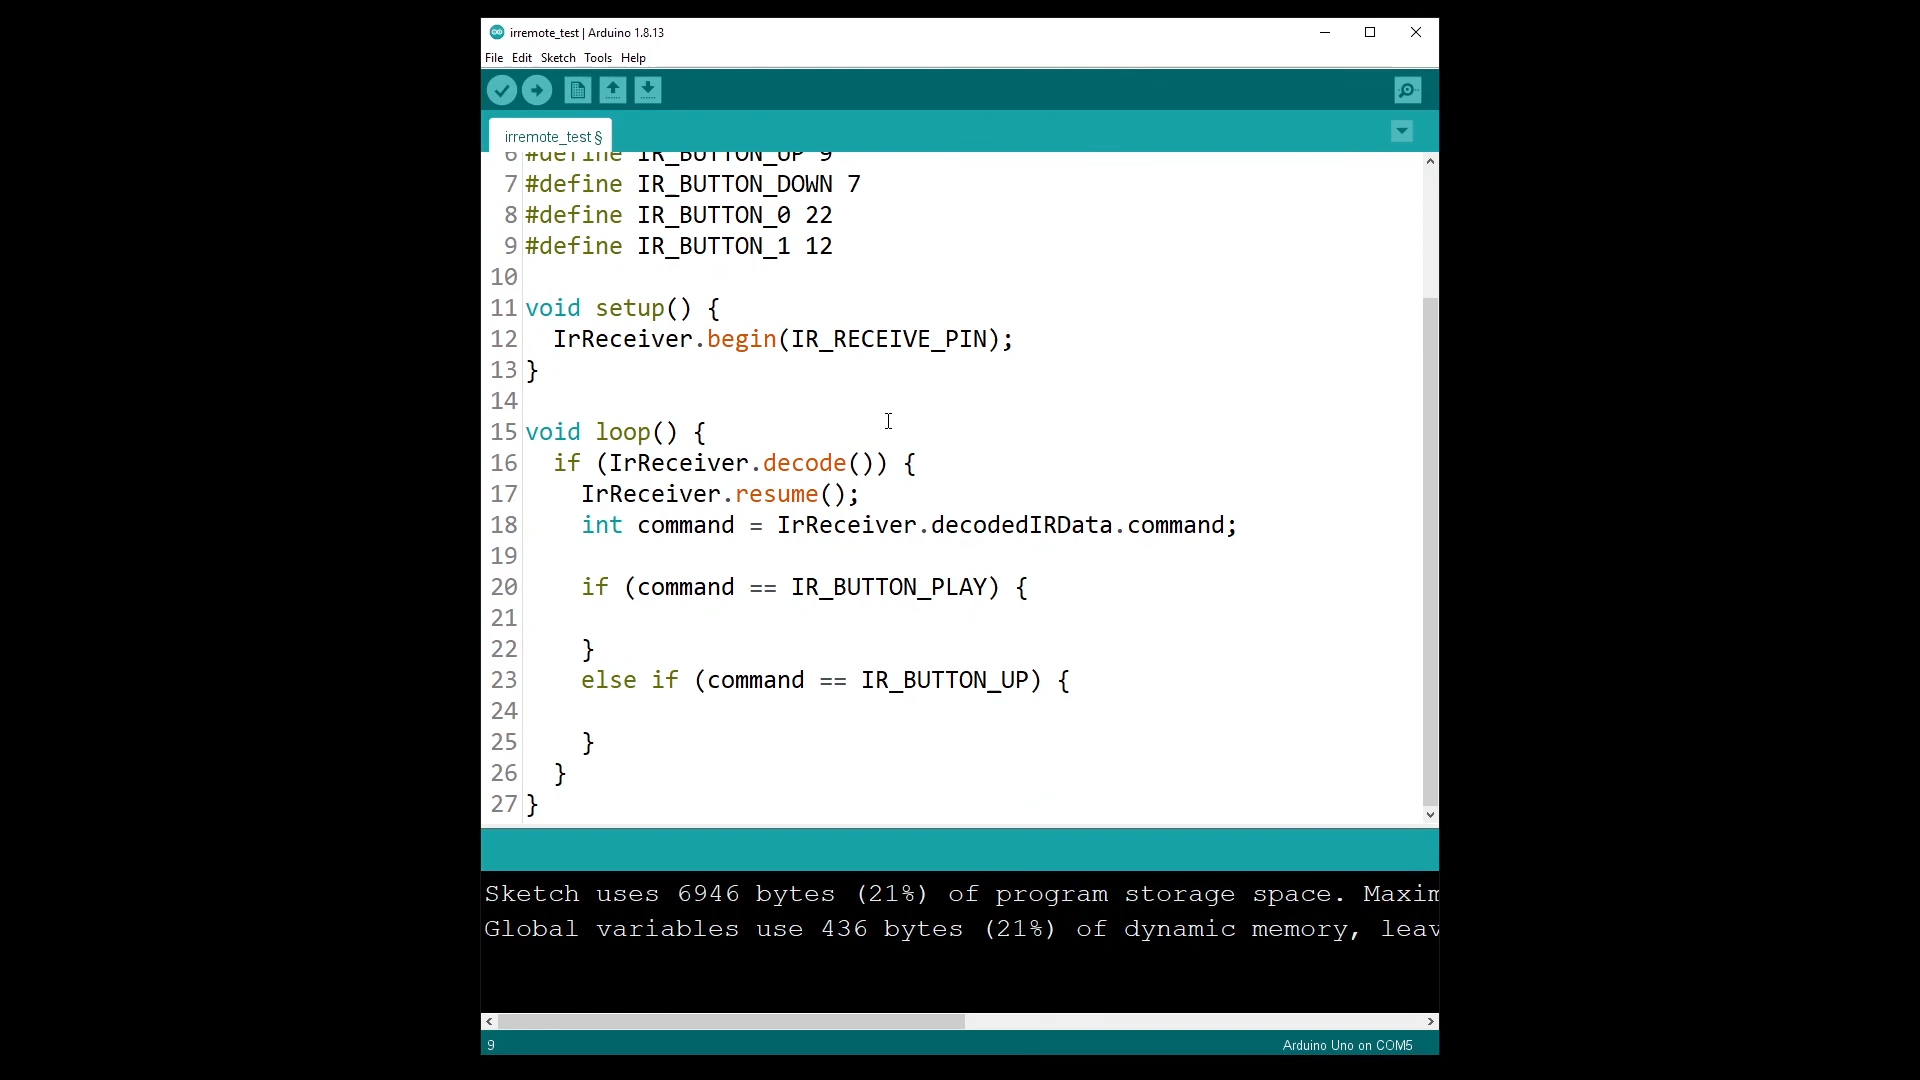 irremote_test | Arduino 1.8.13
File Edit Sketch Tools Help
irremote_test §
6 #define IR_BUTTON_UP 9
7 #define IR_BUTTON_DOWN 7
8 #define IR_BUTTON_0 22
9 #define IR_BUTTON_1 12
10
11 void setup() {
12   IrReceiver.begin(IR_RECEIVE_PIN);
13 }
14
15 void loop() {
16   if (IrReceiver.decode()) {
17     IrReceiver.resume();
18     int command = IrReceiver.decodedIRData.command;
19
20     if (command == IR_BUTTON_PLAY) {
21
22     }
23     else if (command == IR_BUTTON_UP) {
24
25     }
26   }
27 }
Sketch uses 6946 bytes (21%) of program storage space. Maxim
Global variables use 436 bytes (21%) of dynamic memory, leav
9 Arduino Uno on COM5